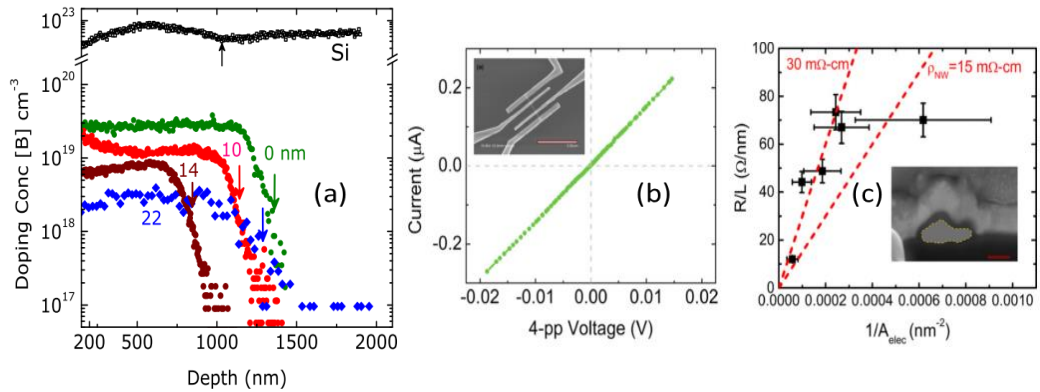 10²³
Si
10²⁰
10¹⁹
10¹⁸
10¹⁷
Doping Conc [B] cm⁻³
0 nm
10
14
22
(a)
200 500 1000 1500 2000
Depth (nm)
0.2
0.0
-0.2
Current (µA)
(b)
-0.02 -0.01 0.00 0.01 0.02
4-pp Voltage (V)
100
80
60
40
20
0
R/L (Ω/nm)
30 mΩ-cm
ρNW=15 mΩ-cm
(c)
0.0000 0.0002 0.0004 0.0006 0.0008 0.0010
1/Aelec (nm⁻²)